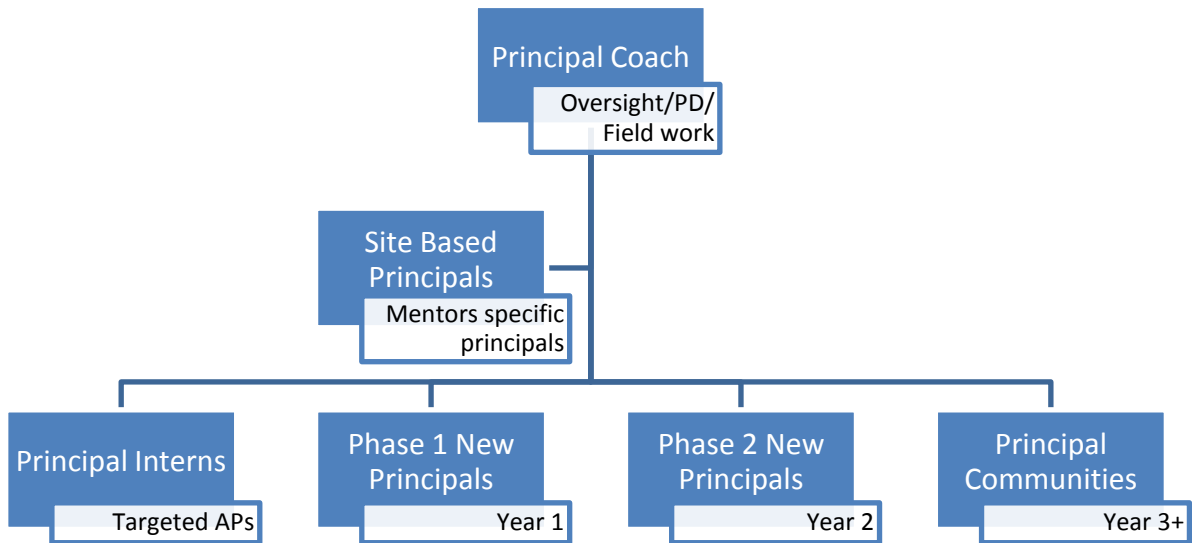 Principal Coach
Oversight/PD/
Field work
Site Based
Principals
Mentors specific
principals
Principal Interns
Targeted APs
Phase 1 New
Principals
Year 1
Phase 2 New
Principals
Year 2
Principal
Communities
Year 3+